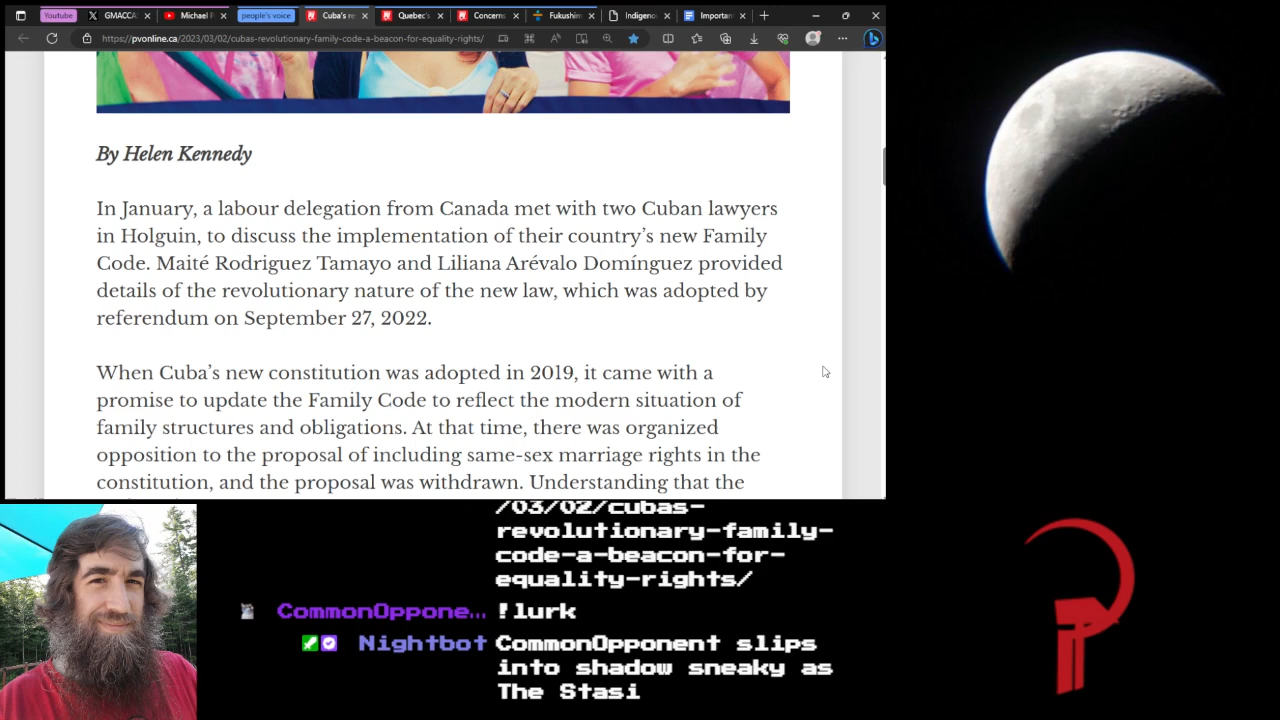 Youtube
GMACCA
Michael P
people's voice
Cuba's re
Quebec's
Concerns
Fukushim
Indigeno
Importan
https://pvonline.ca/2023/03/02/cubas-revolutionary-family-code-a-beacon-for-equality-rights/
By Helen Kennedy
In January, a labour delegation from Canada met with two Cuban lawyers
in Holguin, to discuss the implementation of their country's new Family
Code. Maité Rodriguez Tamayo and Liliana Arévalo Domínguez provided
details of the revolutionary nature of the new law, which was adopted by
referendum on September 27, 2022.
When Cuba's new constitution was adopted in 2019, it came with a
promise to update the Family Code to reflect the modern situation of
family structures and obligations. At that time, there was organized
opposition to the proposal of including same-sex marriage rights in the
constitution, and the proposal was withdrawn. Understanding that the
/03/02/cubas-
revolutionary-family-
code-a-beacon-for-
equality-rights/
CommonOppone... !lurk
Nightbot CommonOpponent slips
into shadow sneaky as
The Stasi